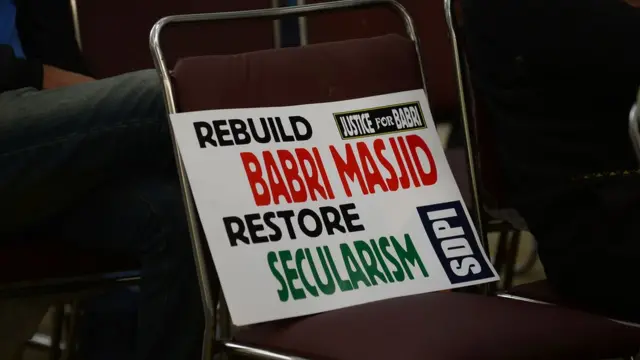 REBUILD
JUSTICE FOR BABRI
BABRI MASJID
RESTORE
SECULARISM
SDPI